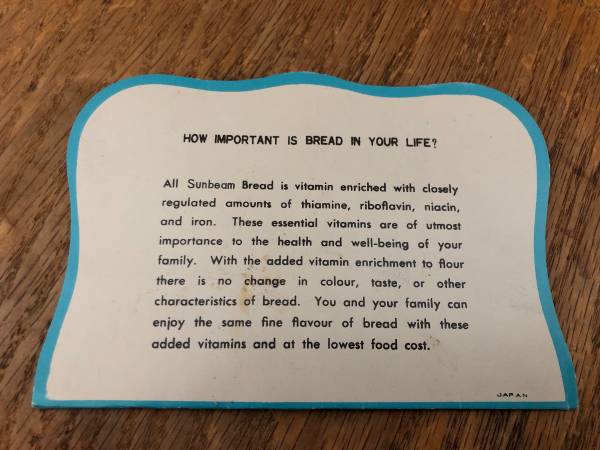 HOW IMPORTANT IS BREAD IN YOUR LIFE?
All Sunbeam Bread is vitamin enriched with closely
regulated amounts of thiamine, riboflavin, niacin,
and iron. These essential vitamins are of utmost
importance to the health and well-being of your
family. With the added vitamin enrichment to flour
there is no change in colour, taste, or other
characteristics of bread. You and your family can
enjoy the same fine flavour of bread with these
added vitamins and at the lowest food cost.
JAPAN